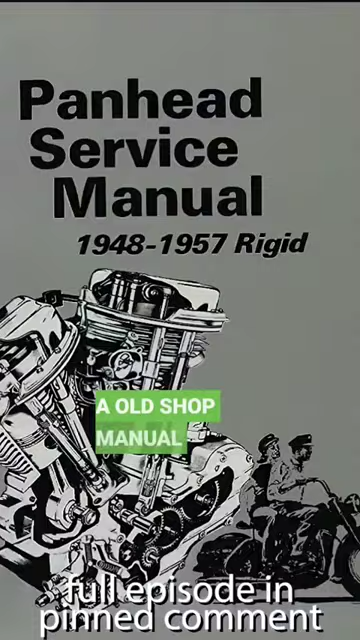 Panhead
Service
Manual
1948-1957 Rigid
A OLD SHOP
MANUAL
full episode in
pinned comment